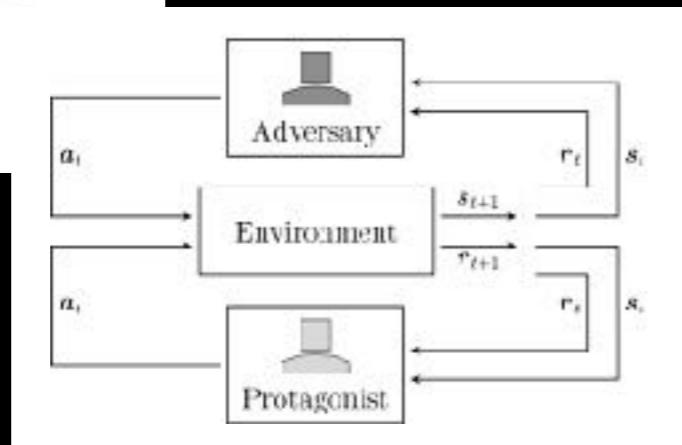 Adversary
a_t
r_t
s_t
s_{t+1}
Environment
r_{t+1}
a_t
r_t
s_t
Protagonist